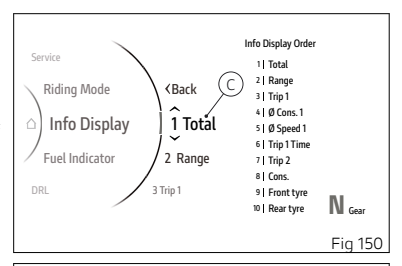 Service
Riding Mode
Info Display
Fuel Indicator
DRL
<Back
1 Total
2 Range
3 Trip 1
C
Info Display Order
1| Total
2| Range
3| Trip 1
4| Ø Cons. 1
5| Ø Speed 1
6| Trip 1 Time
7| Trip 2
8| Cons.
9| Front tyre
10| Rear tyre
N Gear
Fig 150